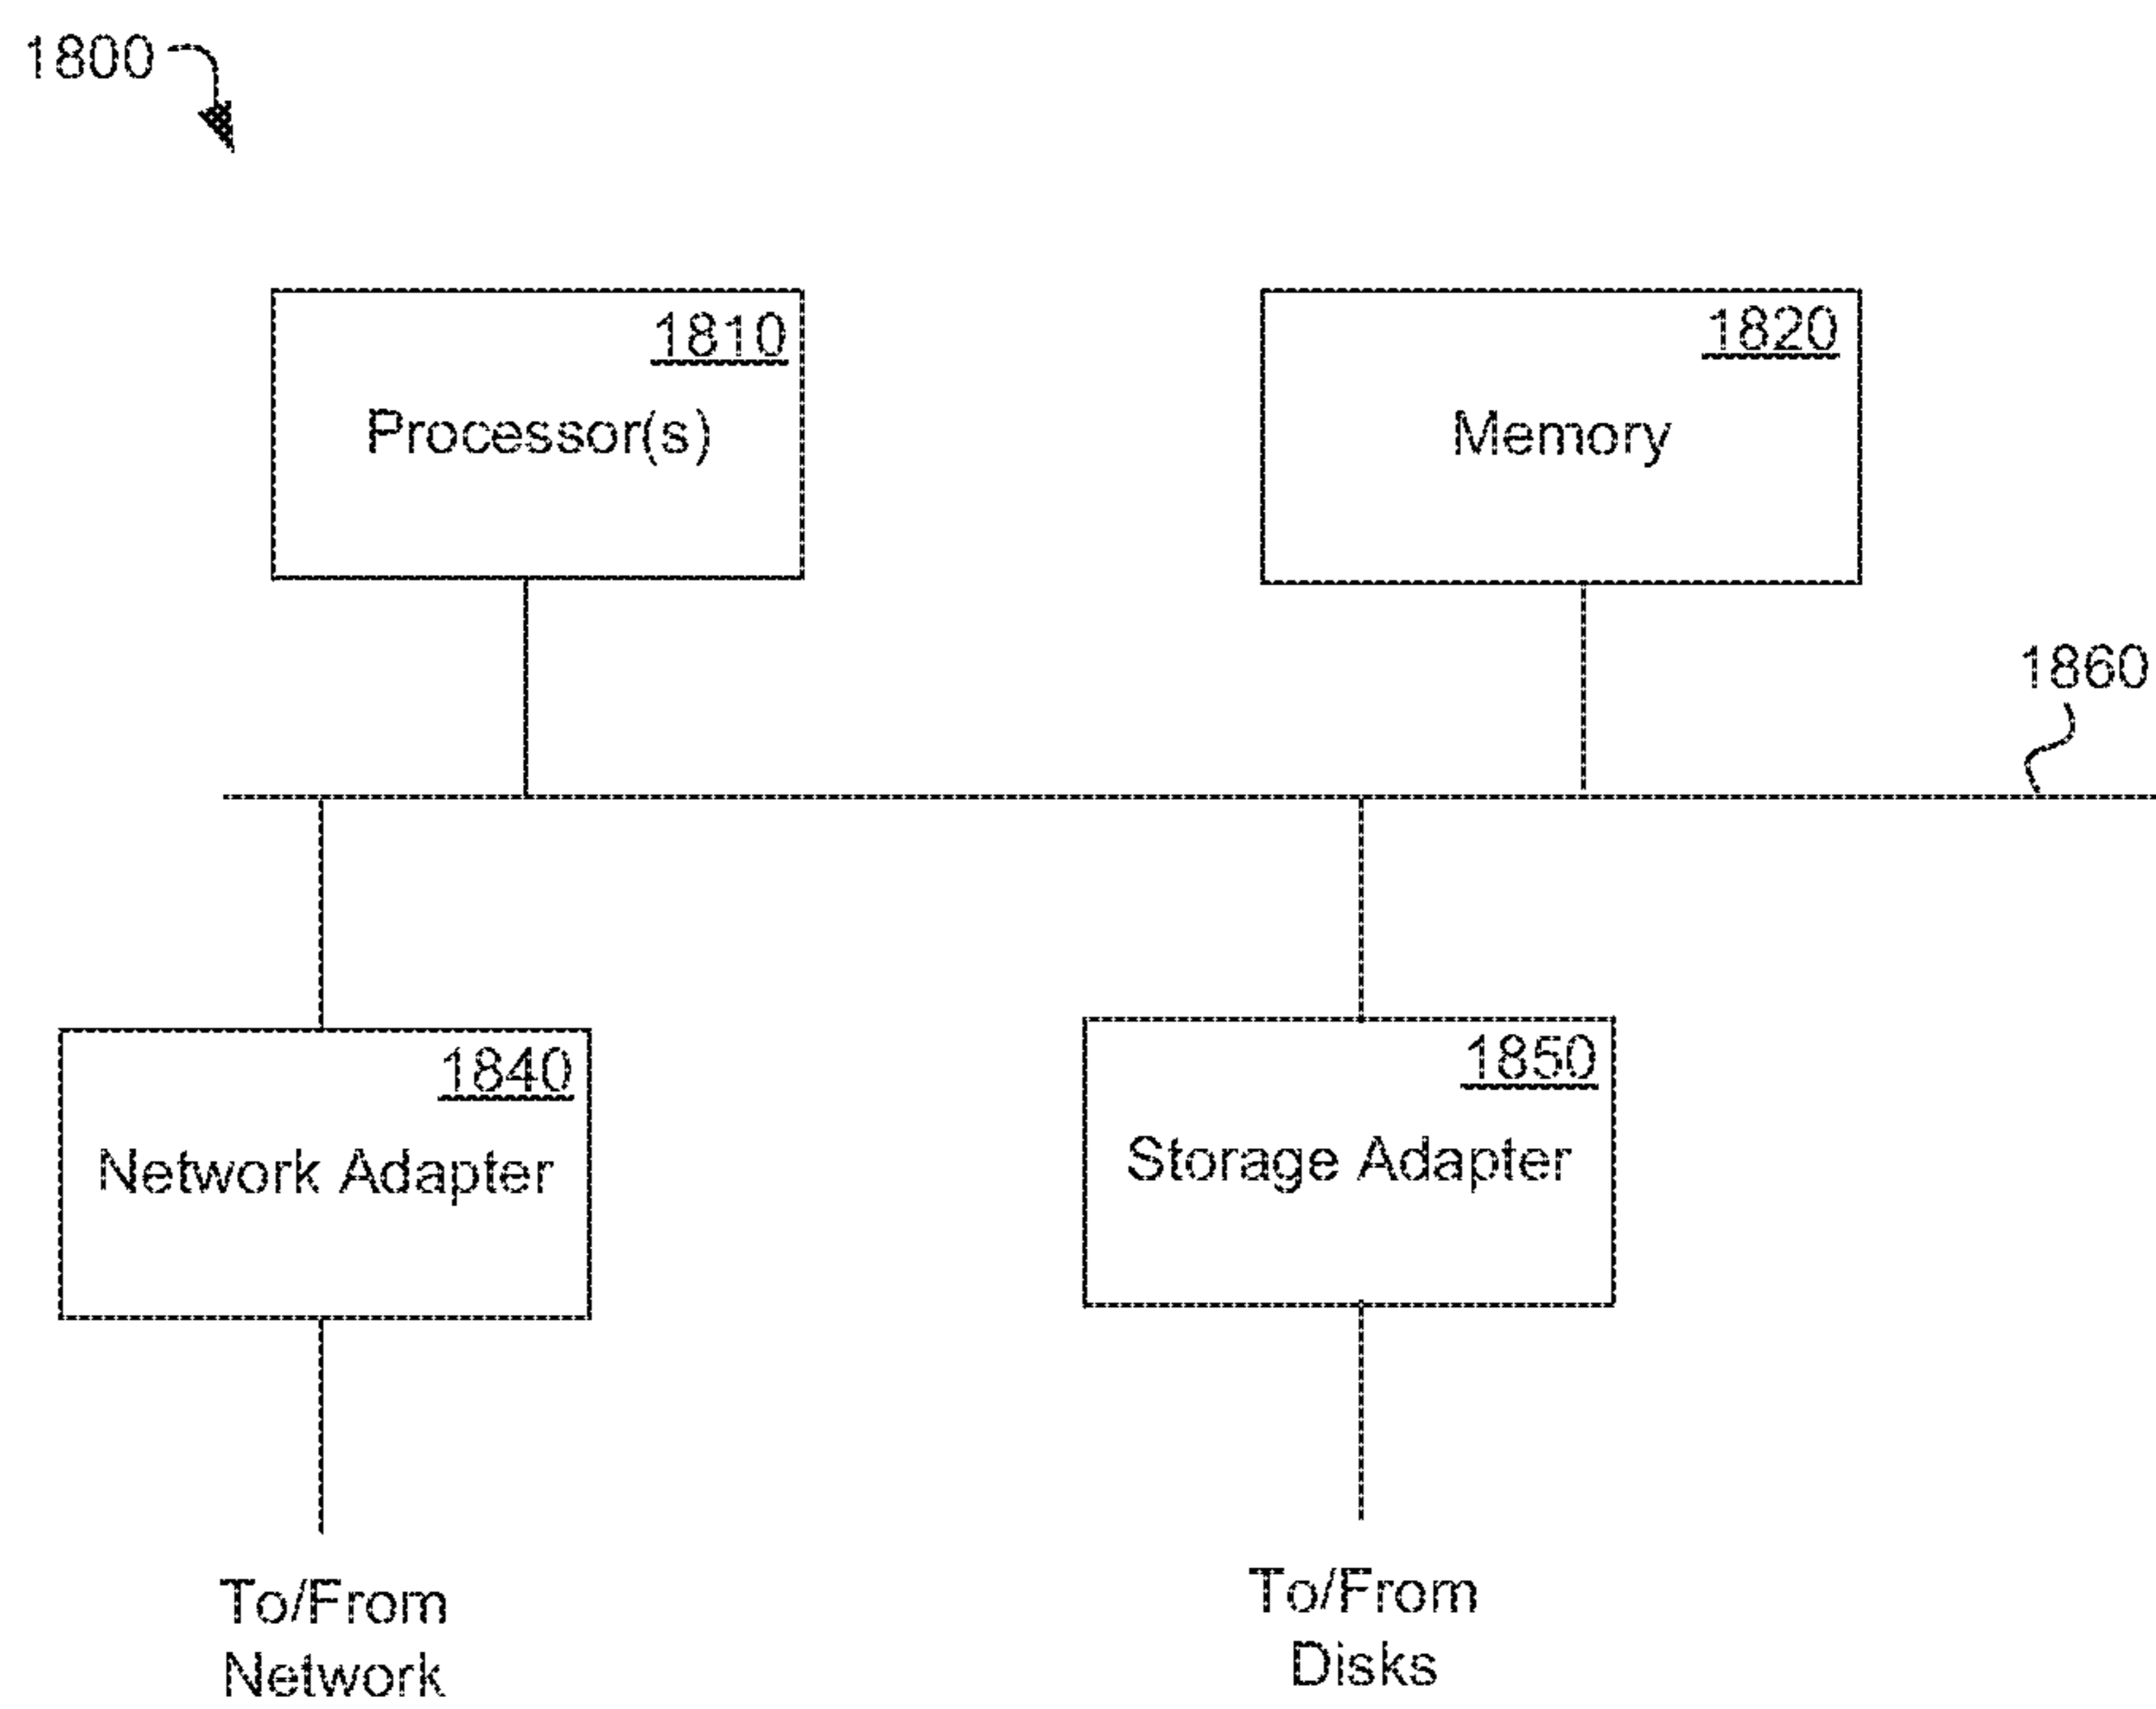 1800
1810
Processor(s)
1820
Memory
1860
1840
Network Adapter
1850
Storage Adapter
To/From
Network
To/From
Disks